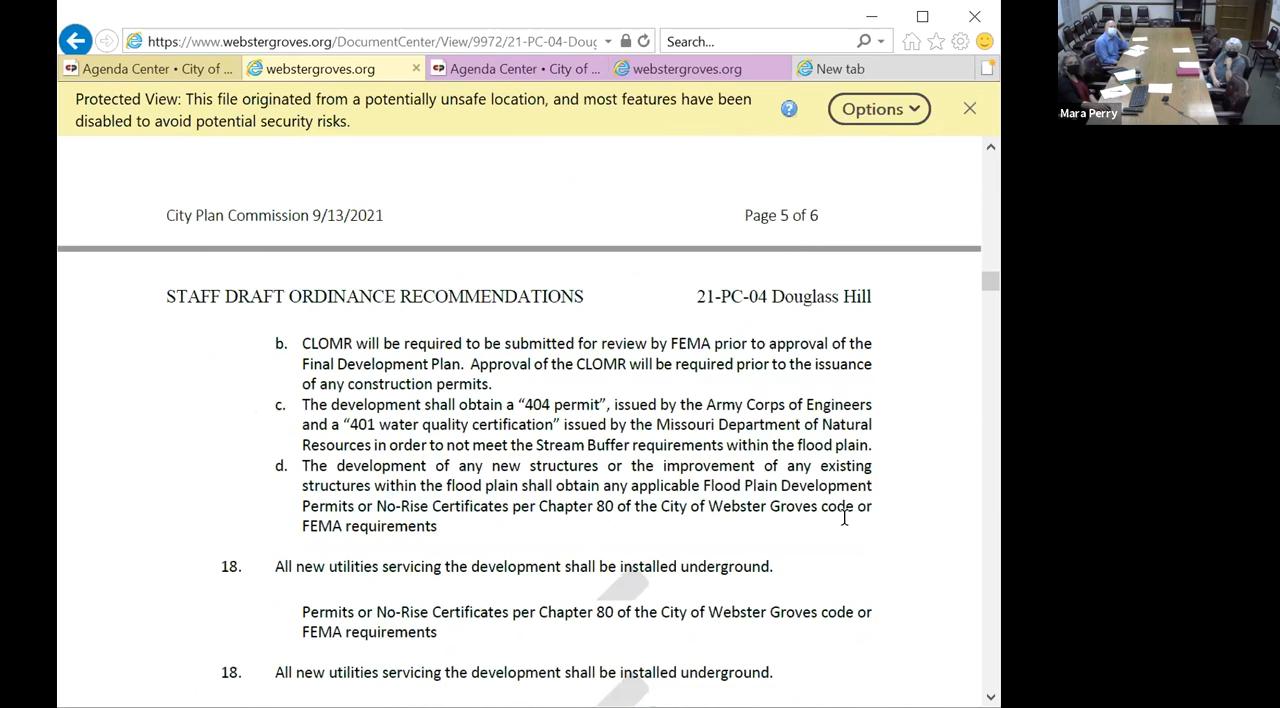 https://www.webstergroves.org/DocumentCenter/View/9972/21-PC-04-Doug
Search...
Agenda Center • City of ...
webstergroves.org
Agenda Center • City of ...
webstergroves.org
New tab
Protected View: This file originated from a potentially unsafe location, and most features have been
disabled to avoid potential security risks.
Options
Mara Perry
City Plan Commission 9/13/2021 Page 5 of 6
STAFF DRAFT ORDINANCE RECOMMENDATIONS 21-PC-04 Douglass Hill
b. CLOMR will be required to be submitted for review by FEMA prior to approval of the
Final Development Plan. Approval of the CLOMR will be required prior to the issuance
of any construction permits.
c. The development shall obtain a “404 permit”, issued by the Army Corps of Engineers
and a “401 water quality certification” issued by the Missouri Department of Natural
Resources in order to not meet the Stream Buffer requirements within the flood plain.
d. The development of any new structures or the improvement of any existing
structures within the flood plain shall obtain any applicable Flood Plain Development
Permits or No-Rise Certificates per Chapter 80 of the City of Webster Groves code or
FEMA requirements
18. All new utilities servicing the development shall be installed underground.
Permits or No-Rise Certificates per Chapter 80 of the City of Webster Groves code or
FEMA requirements
18. All new utilities servicing the development shall be installed underground.